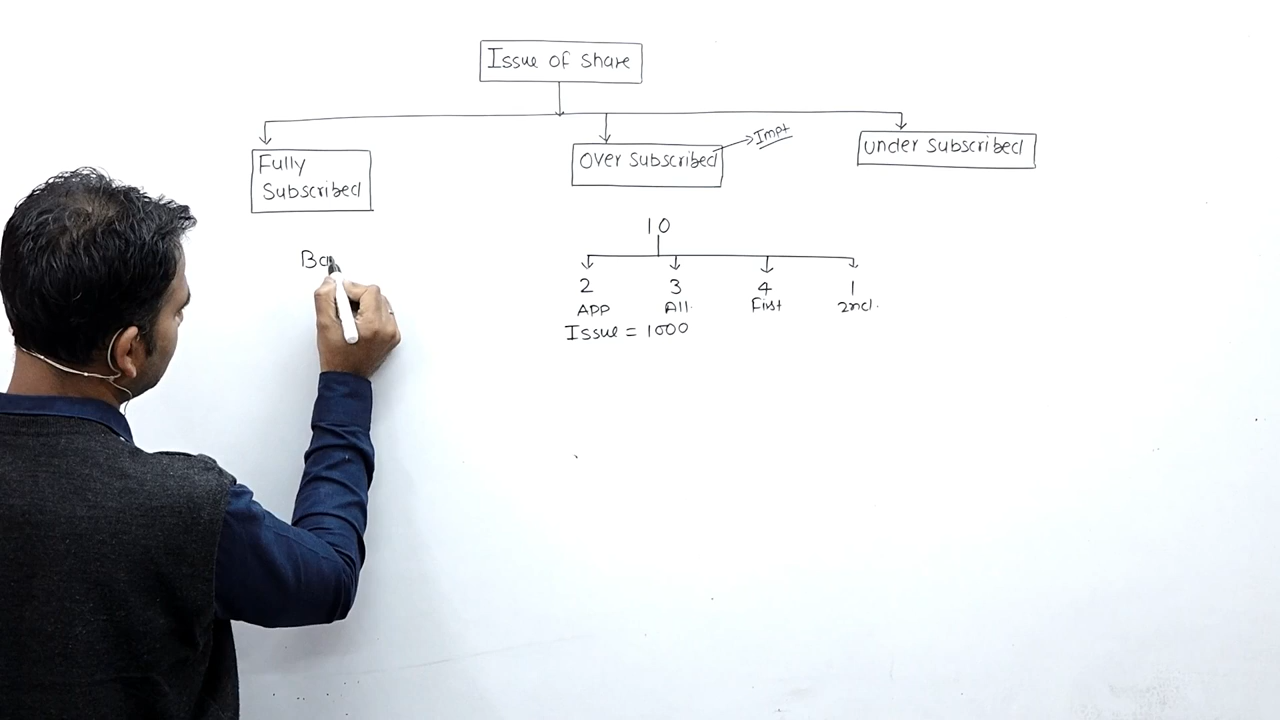 Issue of share
Impt
Fully
Subscribed
Over Subscribed
Under Subscribed
10
2 3 4 1
APP All. First 2nd.
Issue = 1000
Ba